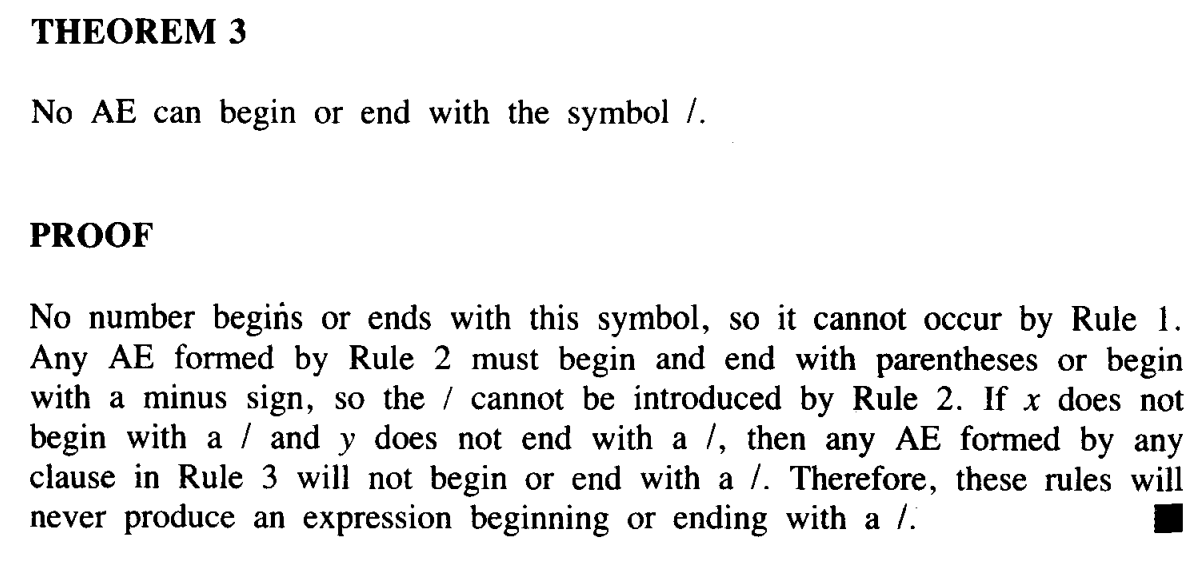 THEOREM 3
No AE can begin or end with the symbol /.
PROOF
No number begins or ends with this symbol, so it cannot occur by Rule 1.
Any AE formed by Rule 2 must begin and end with parentheses or begin
with a minus sign, so the / cannot be introduced by Rule 2. If x does not
begin with a / and y does not end with a /, then any AE formed by any
clause in Rule 3 will not begin or end with a /. Therefore, these rules will
never produce an expression beginning or ending with a /. ■